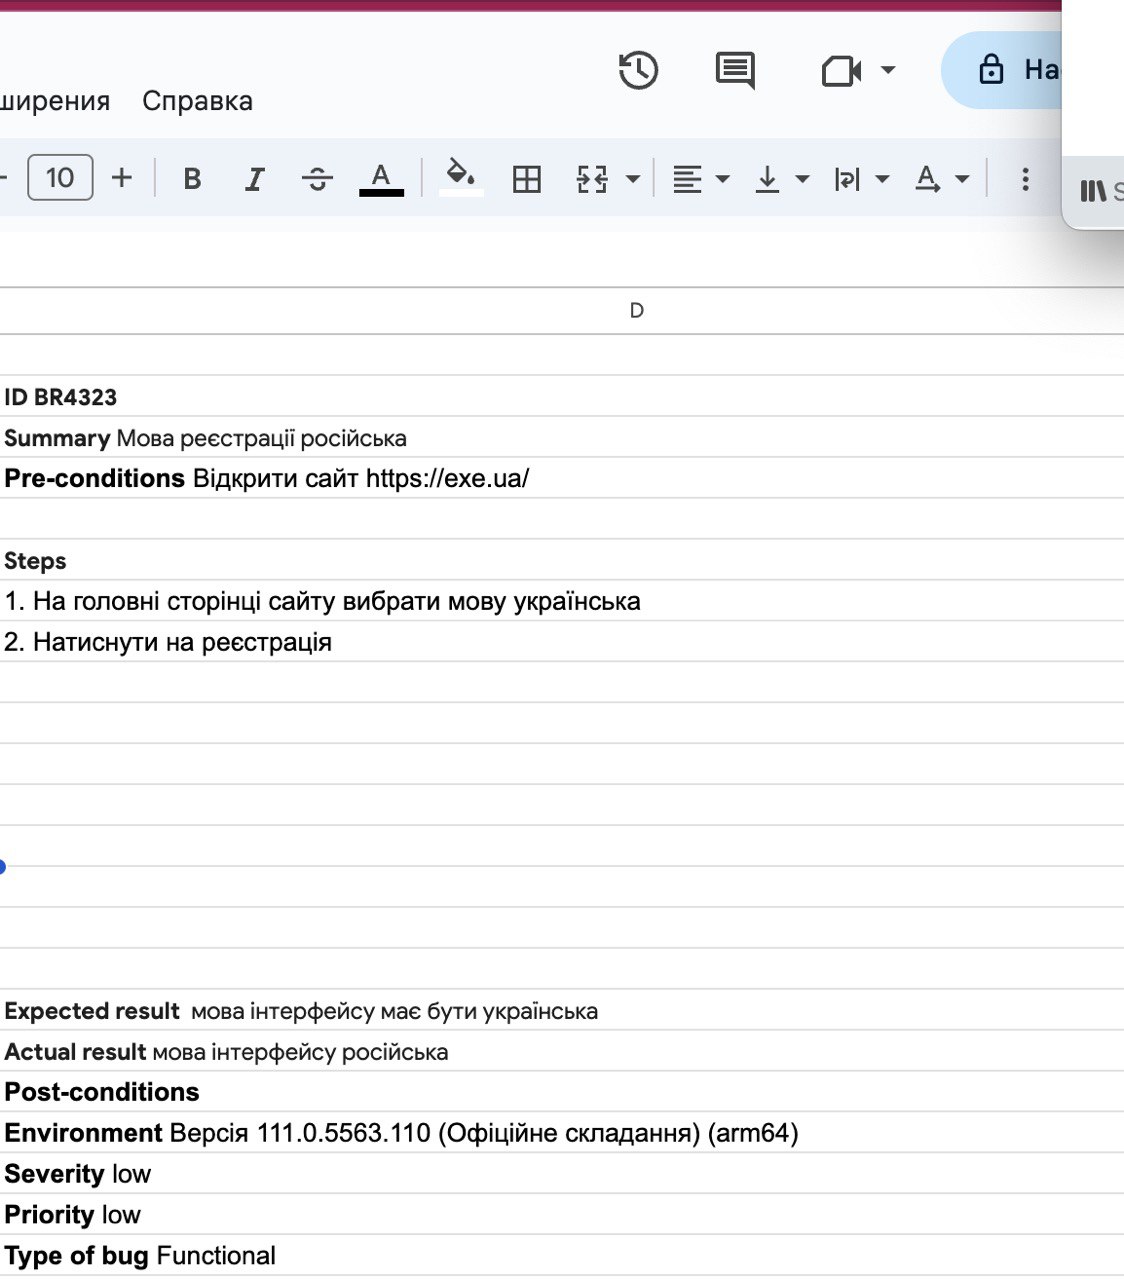 ширения Справка
10 B I S A
D
ID BR4323
Summary Мова реєстрації російська
Pre-conditions Відкрити сайт https://exe.ua/
Steps
1. На головні сторінці сайту вибрати мову українська
2. Натиснути на реєстрація
Expected result мова інтерфейсу має бути українська
Actual result мова інтерфейсу російська
Post-conditions
Environment Версія 111.0.5563.110 (Офіційне складання) (arm64)
Severity low
Priority low
Type of bug Functional